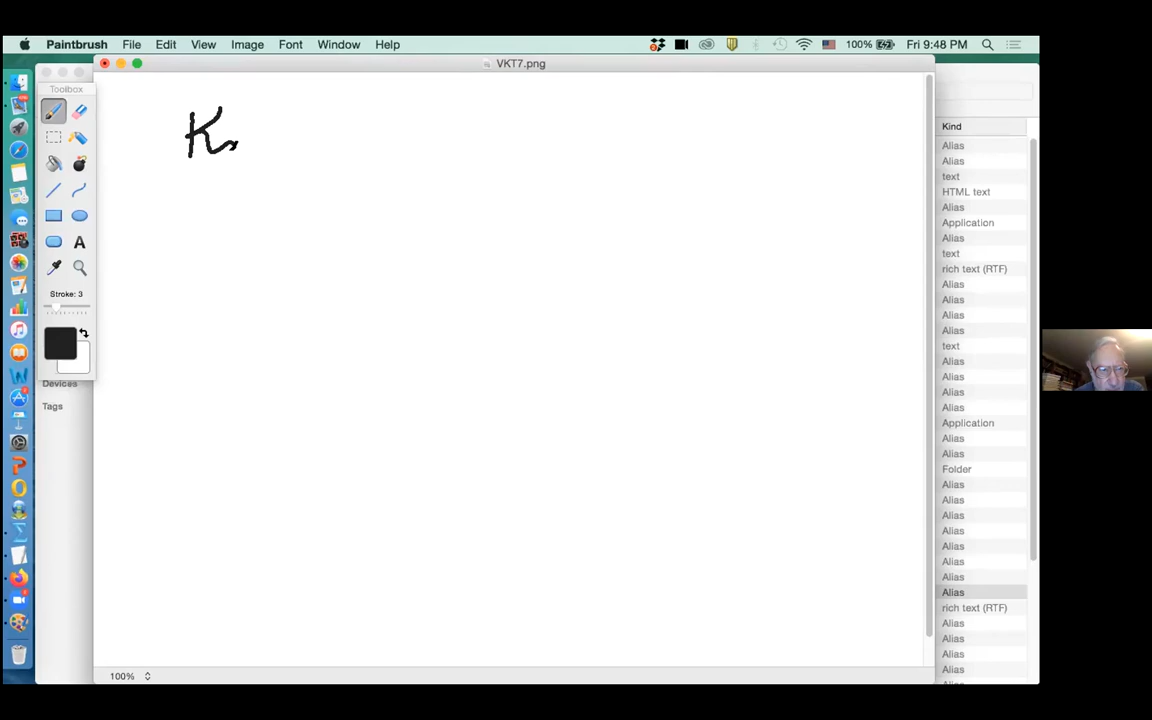 Paintbrush File Edit View Image Font Window Help 100% Fri 9:48 PM
VKT7.png
Toolbox
K
A
Stroke: 3
Devices
Tags
Kind
Alias
Alias
text
HTML text
Alias
Application
Alias
text
rich text (RTF)
Alias
Alias
Alias
Alias
text
Alias
Alias
Alias
Alias
Application
Alias
Alias
Folder
Alias
Alias
Alias
Alias
Alias
Alias
Alias
Alias
rich text (RTF)
Alias
Alias
Alias
Alias
100%